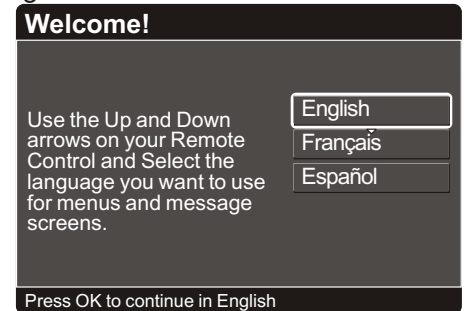 Welcome!
Use the Up and Down
arrows on your Remote
Control and Select the
language you want to use
for menus and message
screens.
English
Français
Español
Press OK to continue in English